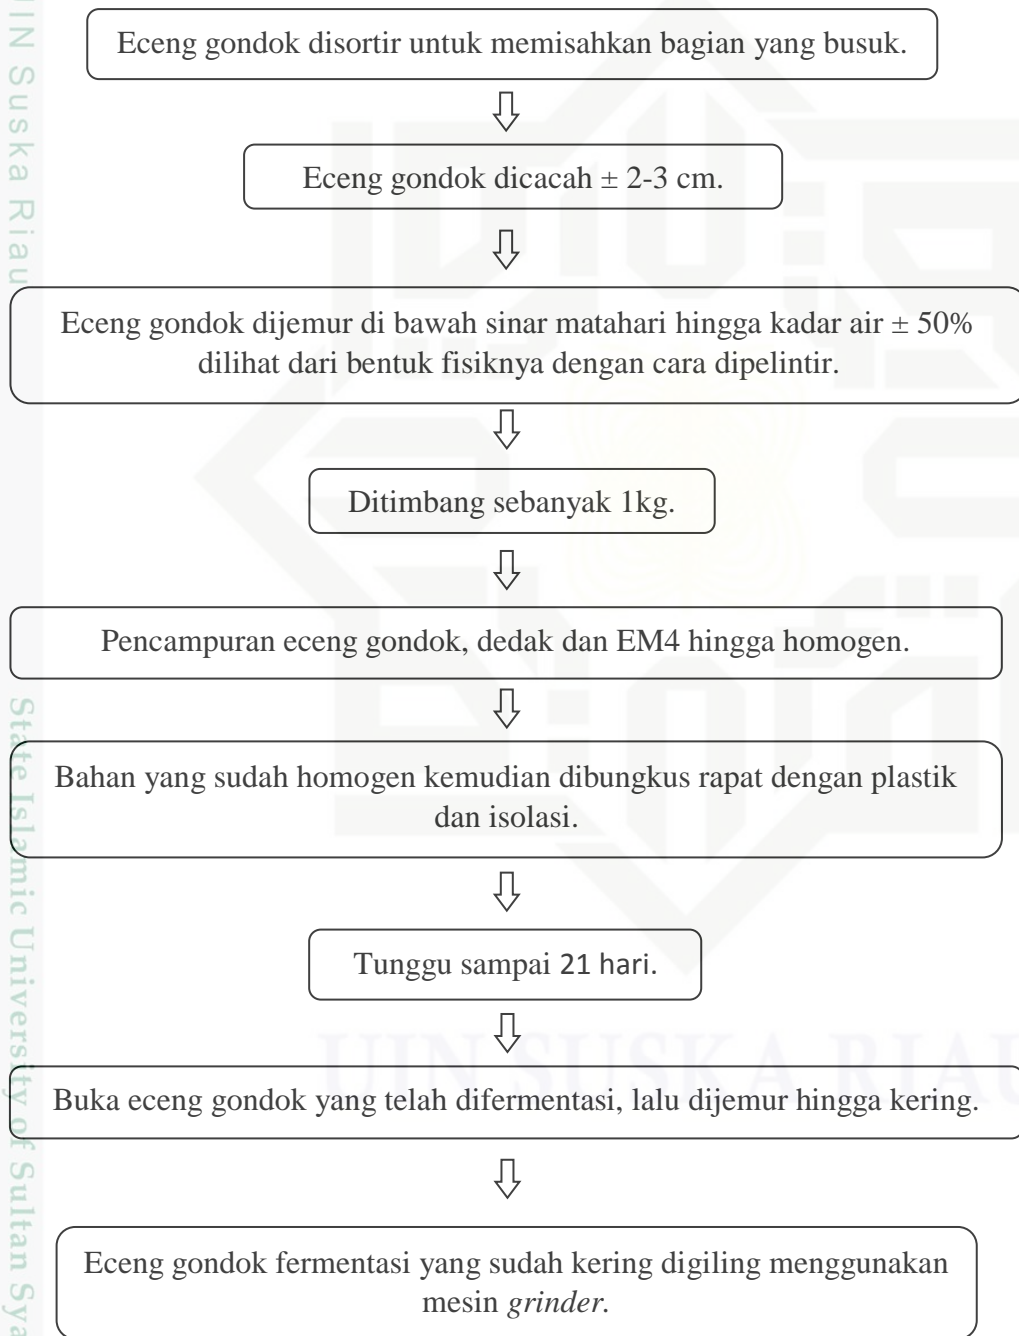 UIN Suska Riau
Eceng gondok disortir untuk memisahkan bagian yang busuk.
Eceng gondok dicacah ± 2-3 cm.
Eceng gondok dijemur di bawah sinar matahari hingga kadar air ± 50%
dilihat dari bentuk fisiknya dengan cara dipelintir.
Ditimbang sebanyak 1kg.
Pencampuran eceng gondok, dedak dan EM4 hingga homogen.
Bahan yang sudah homogen kemudian dibungkus rapat dengan plastik
dan isolasi.
Tunggu sampai 21 hari.
UIN SUSKA RIAU
Buka eceng gondok yang telah difermentasi, lalu dijemur hingga kering.
Eceng gondok fermentasi yang sudah kering digiling menggunakan
mesin grinder.
State Islamic University of Sultan Sya